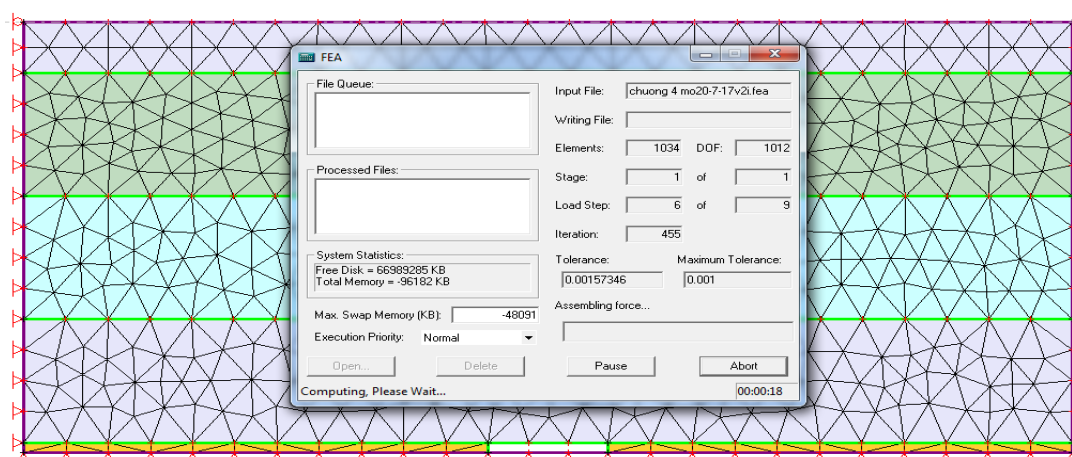 FEA
File Queue:
Processed Files:
System Statistics:
Free Disk = 66989285 KB
Total Memory = -96182 KB
Max. Swap Memory (KB): -48091
Execution Priority: Normal
Open... Delete
Input File: chuong 4 mo20-7-17v2i.fea
Writing File:
Elements: 1034 DOF: 1012
Stage: 1 of 1
Load Step: 6 of 9
Iteration: 455
Tolerance: Maximum Tolerance:
0.00157346 0.001
Assembling force...
Pause Abort
Computing, Please Wait... 00:00:18